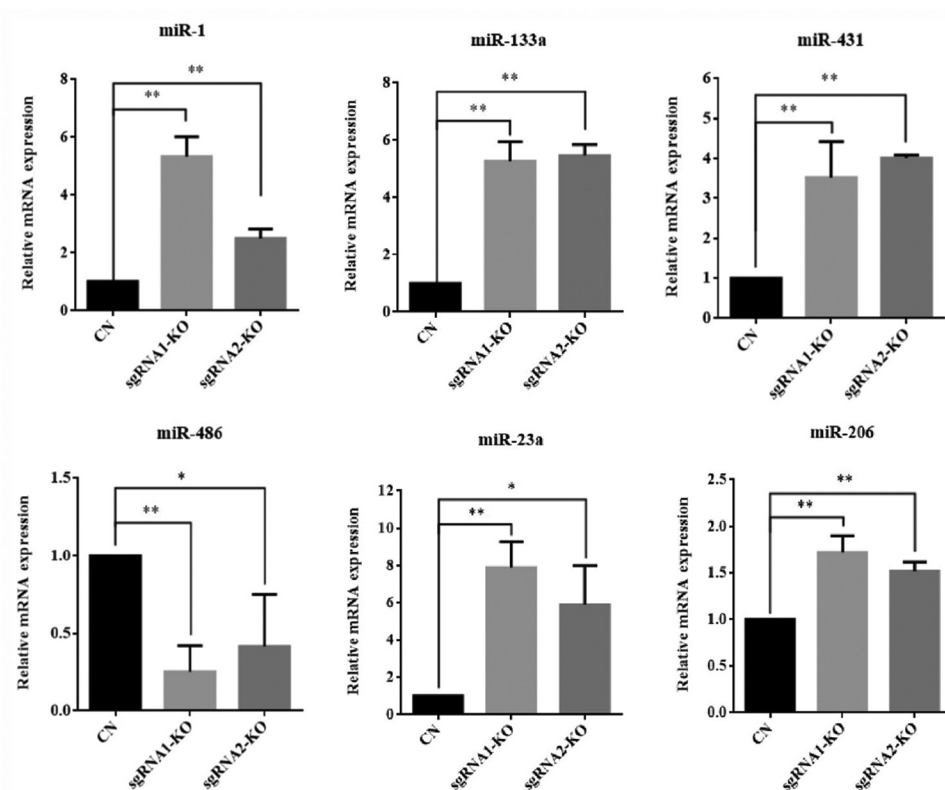 miR-1
Relative mRNA expression
8
6
4
2
0
**
**
CN
sgRNA1-KO
sgRNA2-KO
miR-133a
Relative mRNA expression
8
6
4
2
0
**
**
CN
sgRNA1-KO
sgRNA2-KO
miR-431
Relative mRNA expression
6
5
4
3
2
1
0
**
**
CN
sgRNA1-KO
sgRNA2-KO
miR-486
Relative mRNA expression
1.5
1.0
0.5
0.0
*
**
CN
sgRNA1-KO
sgRNA2-KO
miR-23a
Relative mRNA expression
12
10
8
6
4
2
0
*
**
CN
sgRNA1-KO
sgRNA2-KO
miR-206
Relative mRNA expression
2.5
2.0
1.5
1.0
0.5
0.0
**
**
CN
sgRNA1-KO
sgRNA2-KO